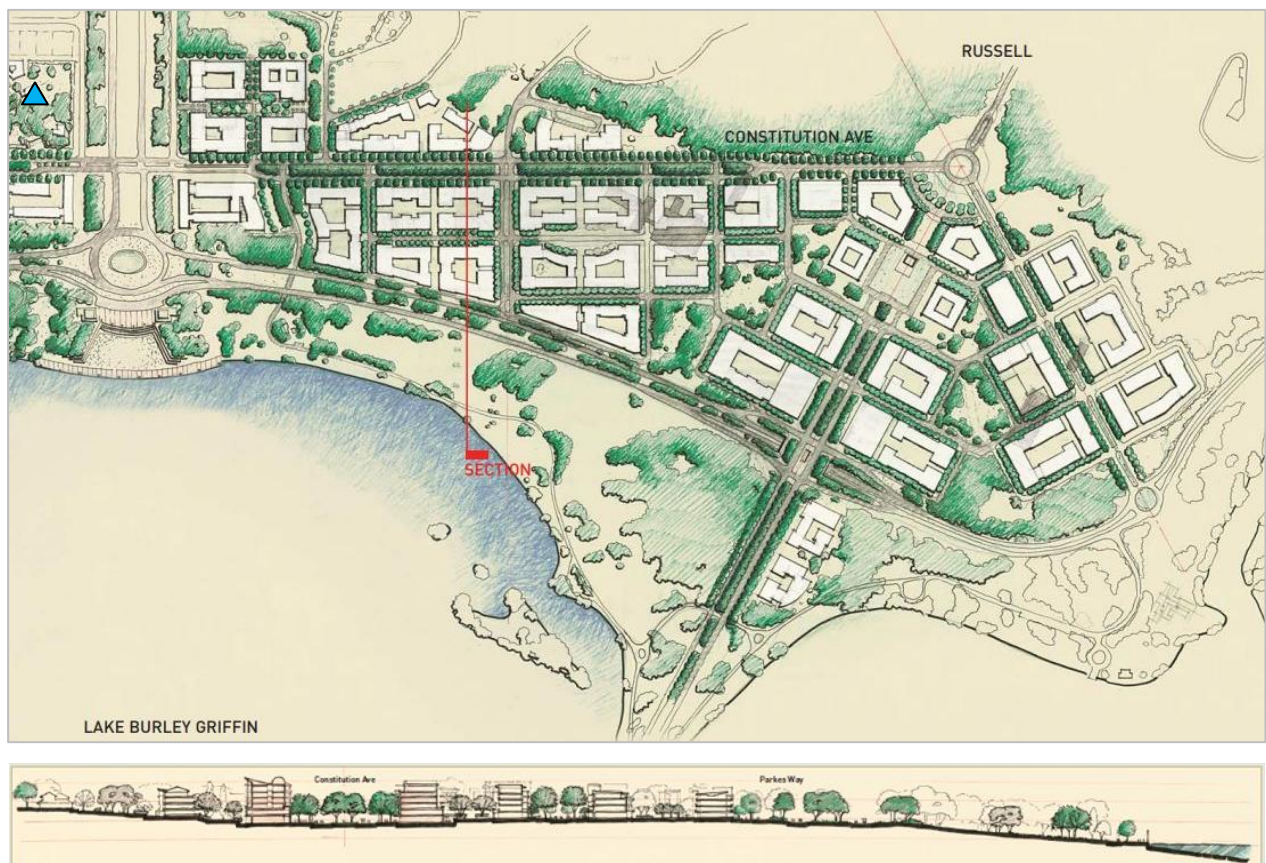 RUSSELL
CONSTITUTION AVE
SECTION
LAKE BURLEY GRIFFIN
Constitution Ave
Parkes Way